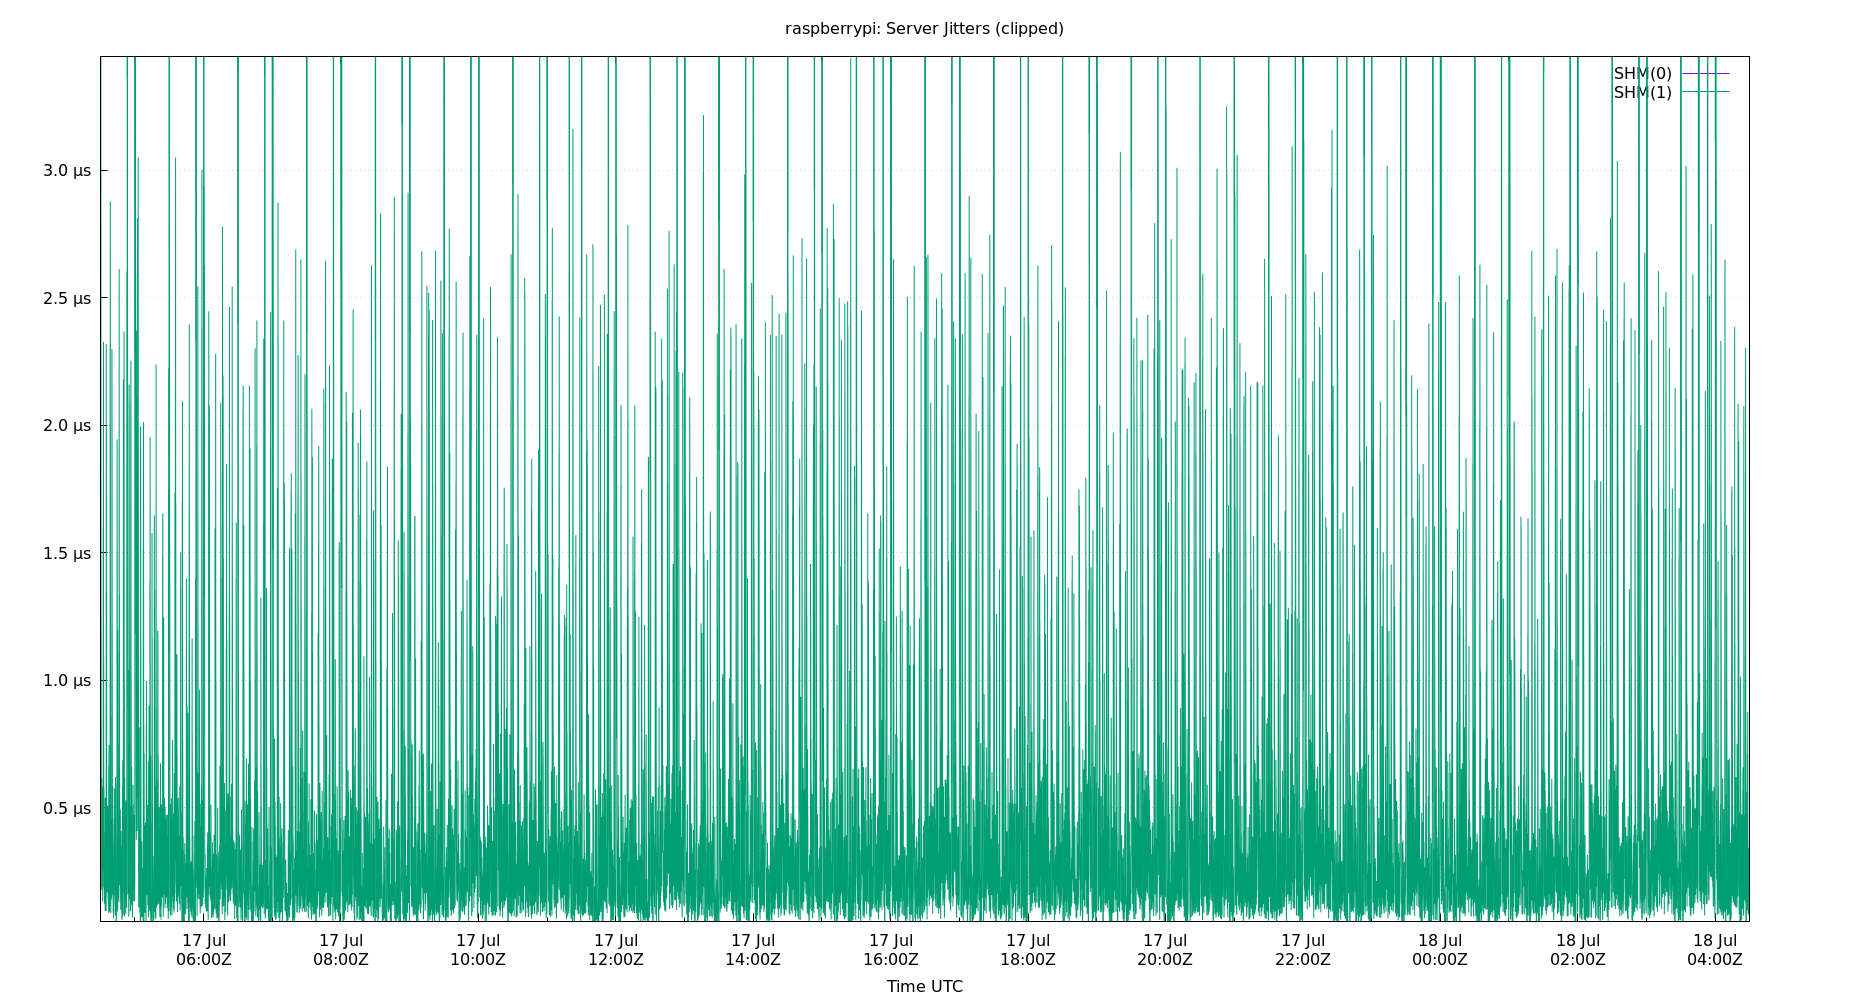 raspberrypi: Server Jitters (clipped)
SHM(0)
SHM(1)
3.0 µs
2.5 µs
2.0 µs
1.5 µs
1.0 µs
0.5 µs
17 Jul 17 Jul 17 Jul 17 Jul 17 Jul 17 Jul 17 Jul 17 Jul 17 Jul 18 Jul 18 Jul 18 Jul
06:00Z 08:00Z 10:00Z 12:00Z 14:00Z 16:00Z 18:00Z 20:00Z 22:00Z 00:00Z 02:00Z 04:00Z
Time UTC